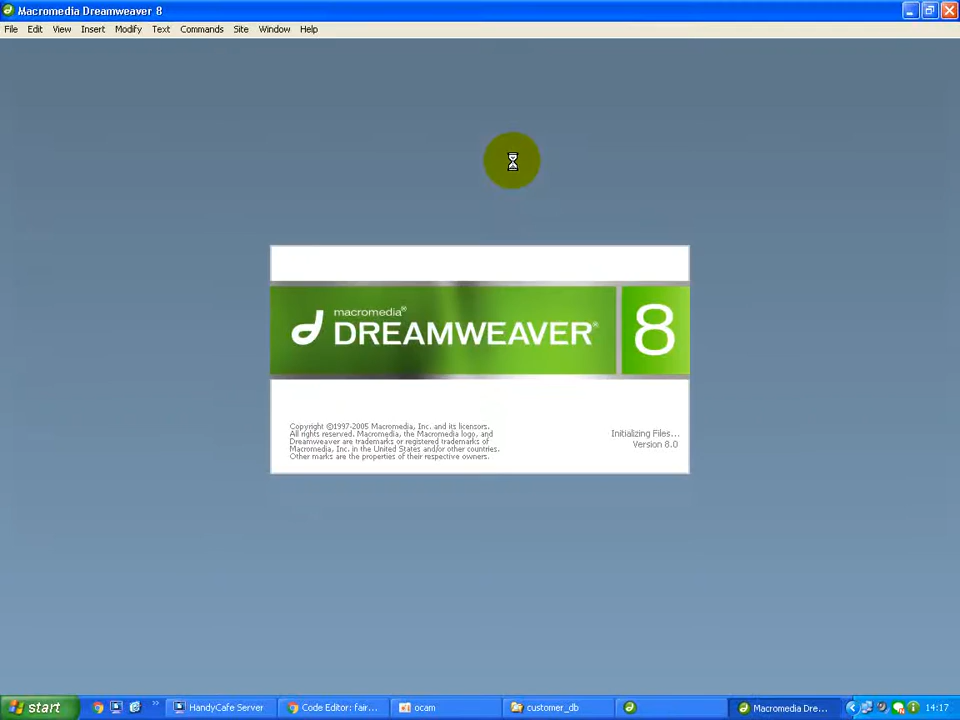 Macromedia Dreamweaver 8
File Edit View Insert Modify Text Commands Site Window Help
macromedia®
DREAMWEAVER® 8
Copyright ©1997-2005 Macromedia, Inc. and its licensors.
All rights reserved. Macromedia, the Macromedia logo, and
Dreamweaver are trademarks or registered trademarks of
Macromedia, Inc. in the United States and/or other countries.
Other marks are the properties of their respective owners.
Initializing Files...
Version 8.0
start HandyCafe Server Code Editor: fair... ocam customer_db Macromedia Dre... 14:17